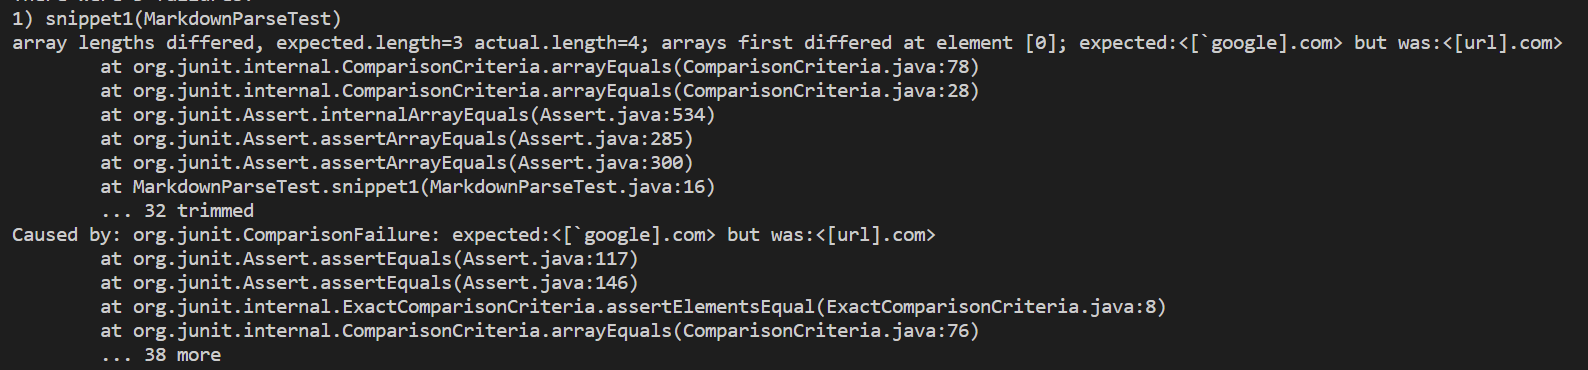 1) snippet1(MarkdownParseTest)
array lengths differed, expected.length=3 actual.length=4; arrays first differed at element [0]; expected:<[`google].com> but was:<[url].com>
        at org.junit.internal.ComparisonCriteria.arrayEquals(ComparisonCriteria.java:78)
        at org.junit.internal.ComparisonCriteria.arrayEquals(ComparisonCriteria.java:28)
        at org.junit.Assert.internalArrayEquals(Assert.java:534)
        at org.junit.Assert.assertArrayEquals(Assert.java:285)
        at org.junit.Assert.assertArrayEquals(Assert.java:300)
        at MarkdownParseTest.snippet1(MarkdownParseTest.java:16)
        ... 32 trimmed
Caused by: org.junit.ComparisonFailure: expected:<[`google].com> but was:<[url].com>
        at org.junit.Assert.assertEquals(Assert.java:117)
        at org.junit.Assert.assertEquals(Assert.java:146)
        at org.junit.internal.ExactComparisonCriteria.assertElementsEqual(ExactComparisonCriteria.java:8)
        at org.junit.internal.ComparisonCriteria.arrayEquals(ComparisonCriteria.java:76)
        ... 38 more